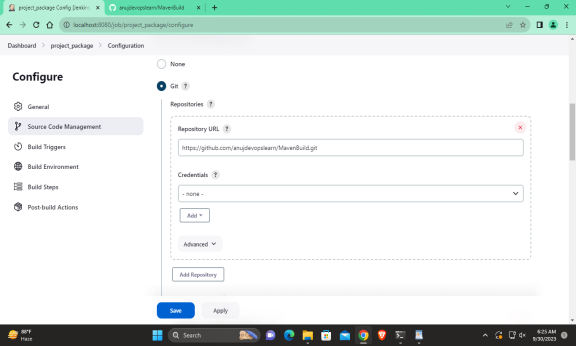 project_package Config [Jenkins
anujdevopslearn/MavenBuild
localhost:8080/job/project_package/configure
Dashboard > project_package > Configuration
Configure
General
Source Code Management
Build Triggers
Build Environment
Build Steps
Post-build Actions
None
Git ?
Repositories ?
Repository URL ?
https://github.com/anujdevopslearn/MavenBuild.git
Credentials ?
- none -
Add
Advanced
Add Repository
Save
Apply
88°F
Haze
Search
6:25 AM
9/30/2023